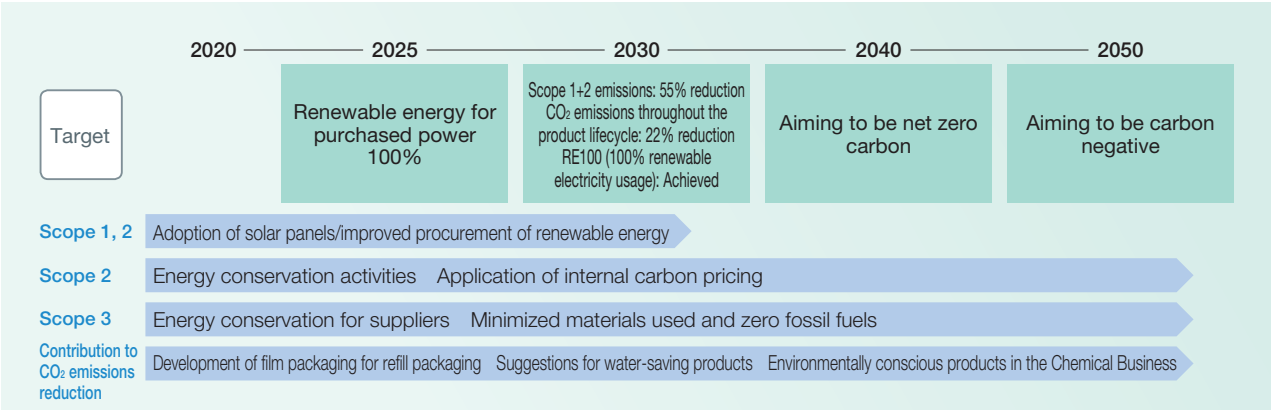 2020 2025 2030 2040 2050
Target
Renewable energy for
purchased power
100%
Scope 1+2 emissions: 55% reduction
CO₂ emissions throughout the
product lifecycle: 22% reduction
RE100 (100% renewable
electricity usage): Achieved
Aiming to be net zero
carbon
Aiming to be carbon
negative
Scope 1, 2
Adoption of solar panels/improved procurement of renewable energy
Scope 2
Energy conservation activities Application of internal carbon pricing
Scope 3
Energy conservation for suppliers Minimized materials used and zero fossil fuels
Contribution to
CO₂ emissions
reduction
Development of film packaging for refill packaging Suggestions for water-saving products Environmentally conscious products in the Chemical Business